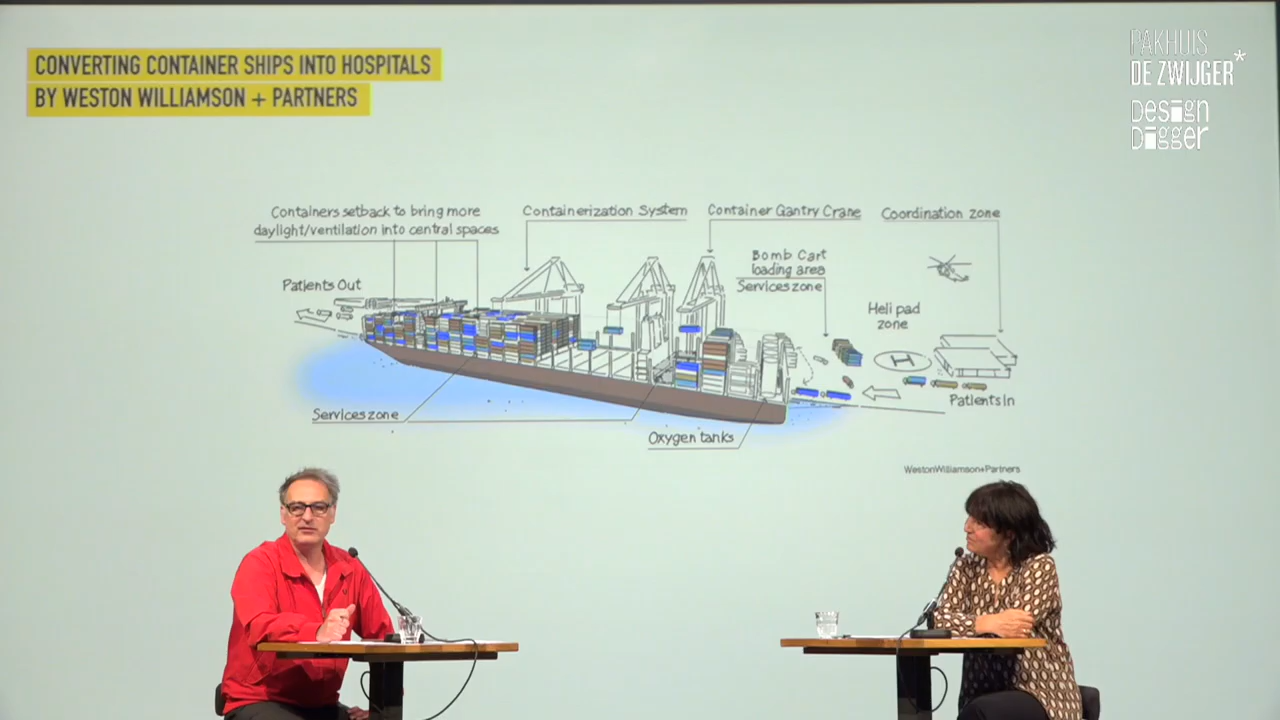 CONVERTING CONTAINER SHIPS INTO HOSPITALS
BY WESTON WILLIAMSON + PARTNERS
PAKHUIS
DE ZWIJGER*
Design
Digger
Containers setback to bring more
daylight/ventilation into central spaces
Containerization System
Container Gantry Crane
Coordination zone
Bomb Cart
loading area
Services zone
Patients Out
Heli pad
zone
H
Patients In
Services zone
Oxygen tanks
WestonWilliamson+Partners